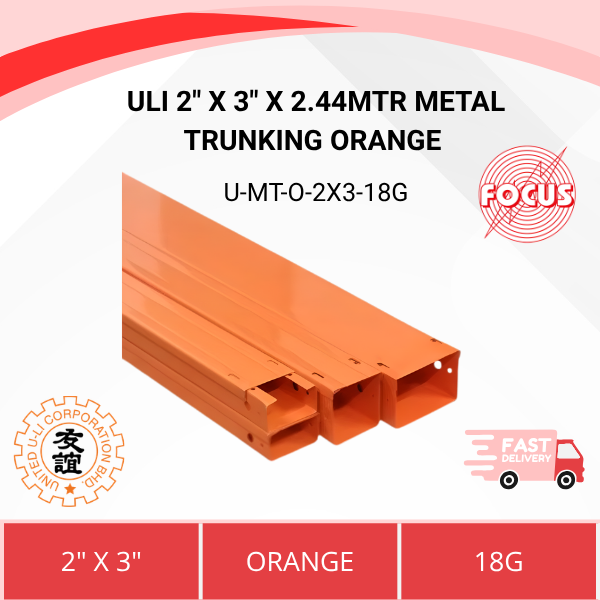 ULI 2" X 3" X 2.44MTR METAL
TRUNKING ORANGE
U-MT-O-2X3-18G
FOCUS
UNITED U-LI CORPORATION BHD.
友
誼
FAST
DELIVERY
2" X 3"
ORANGE
18G